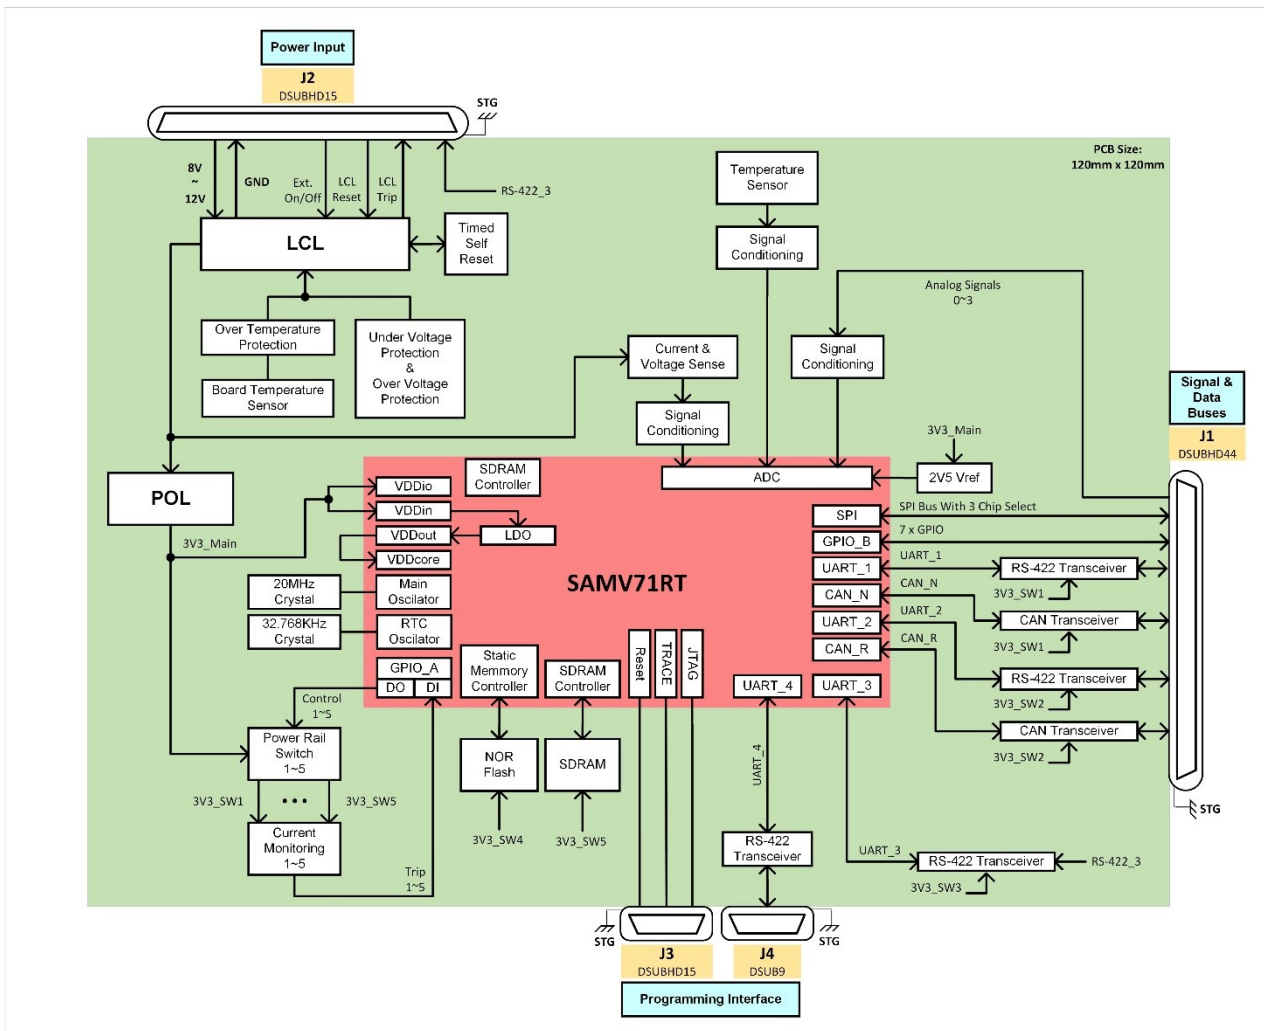 Power Input
J2
DSUBHD15
STG
PCB Size:
120mm x 120mm
8V
~
12V
GND
Ext.
On/Off
LCL
Reset
LCL
Trip
RS-422_3
LCL
Timed
Self
Reset
Temperature
Sensor
Signal
Conditioning
Analog Signals
0~3
Over Temperature
Protection
Board Temperature
Sensor
Under Voltage
Protection
&
Over Voltage
Protection
Current &
Voltage Sense
Signal
Conditioning
Signal
Conditioning
Signal &
Data
Buses
J1
DSUBHD44
3V3_Main
2V5 Vref
POL
3V3_Main
SDRAM
Controller
ADC
VDDio
VDDin
VDDout
LDO
VDDcore
SAMV71RT
SPI
SPI Bus With 3 Chip Select
GPIO_B
7 x GPIO
UART_1
UART_1
RS-422 Transceiver
3V3_SW1
CAN_N
CAN_N
CAN Transceiver
3V3_SW1
UART_2
UART_2
RS-422 Transceiver
3V3_SW2
CAN_R
CAN_R
CAN Transceiver
3V3_SW2
20MHz
Crystal
Main
Oscilator
32.768KHz
Crystal
RTC
Oscilator
GPIO_A
DO
DI
Static
Memmory
Controller
SDRAM
Controller
Reset
TRACE
JTAG
UART_4
UART_3
Control
1~5
Power Rail
Switch
1~5
3V3_SW1
3V3_SW5
Current
Monitoring
1~5
Trip
1~5
NOR
Flash
SDRAM
3V3_SW4
3V3_SW5
UART_4
RS-422
Transceiver
UART_3
RS-422 Transceiver
RS-422_3
3V3_SW3
STG
STG
STG
J3
DSUBHD15
J4
DSUB9
Programming Interface